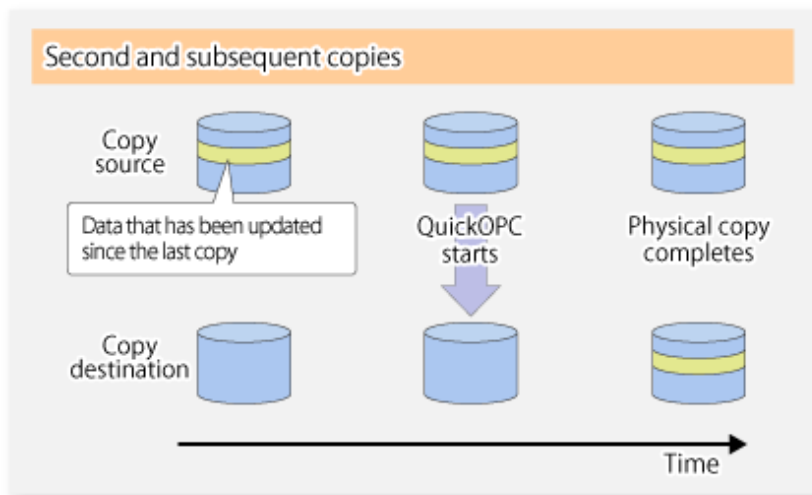 Second and subsequent copies
Copy
source
Data that has been updated
since the last copy
QuickOPC
starts
Physical copy
completes
Copy
destination
Time